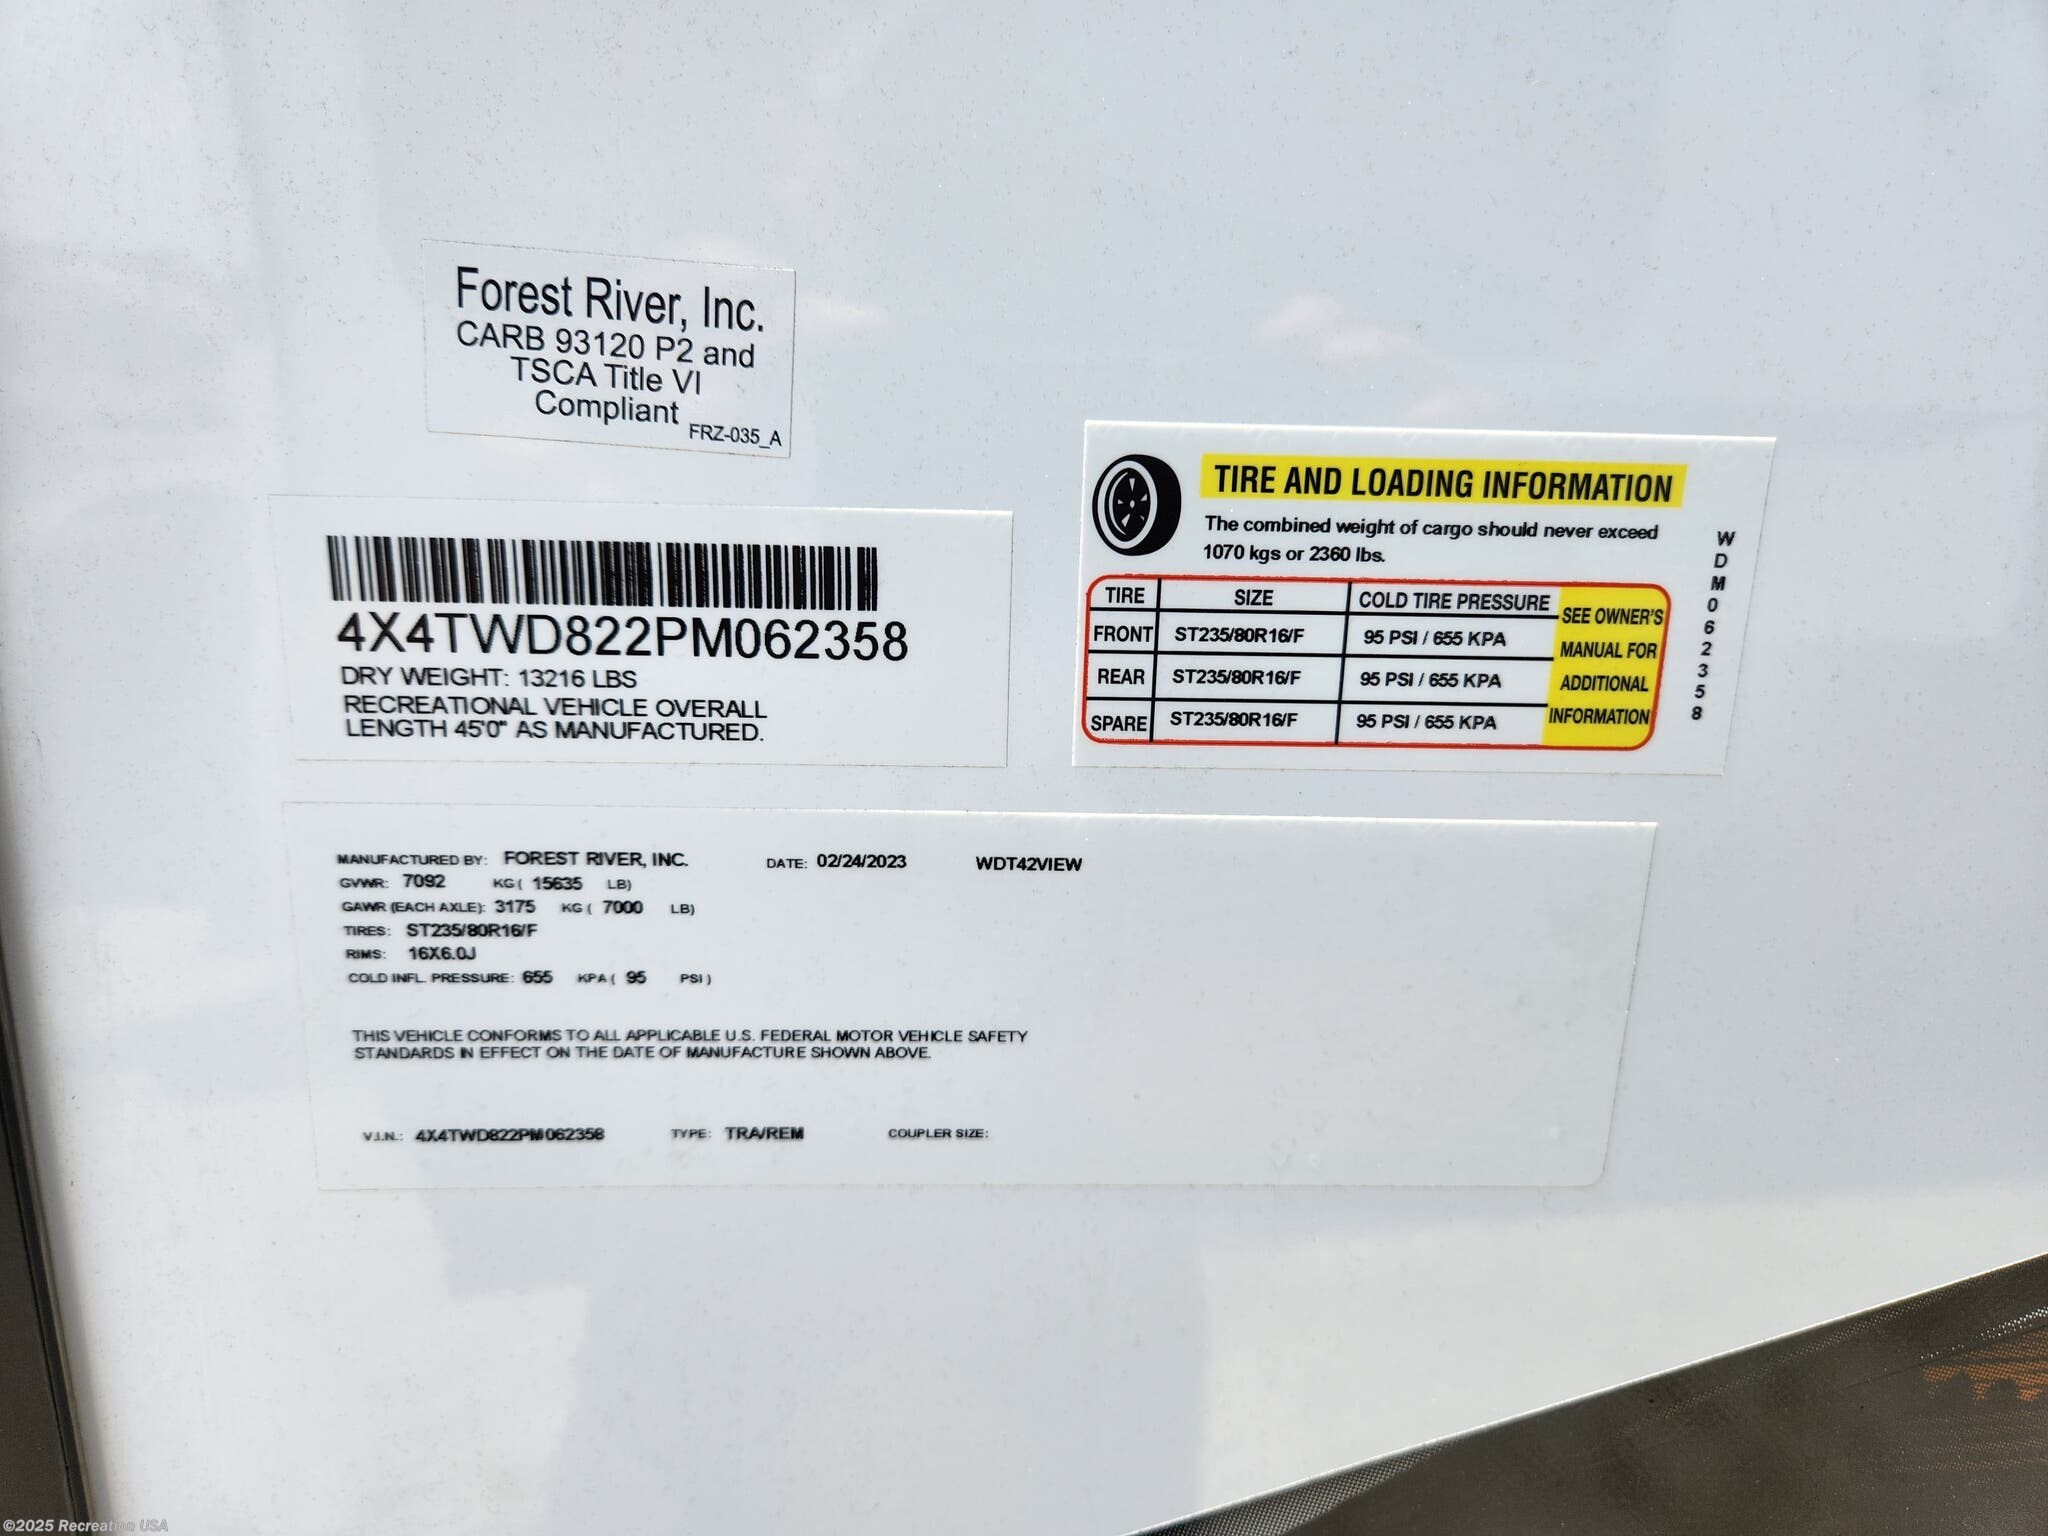 Forest River, Inc.
CARB 93120 P2 and
TSCA Title VI
Compliant
FRZ-035_A
4X4TWD822PM062358
DRY WEIGHT: 13216 LBS
RECREATIONAL VEHICLE OVERALL
LENGTH 45'0" AS MANUFACTURED.
TIRE AND LOADING INFORMATION
The combined weight of cargo should never exceed
1070 kgs or 2360 lbs.
TIRE SIZE COLD TIRE PRESSURE
FRONT ST235/80R16/F 95 PSI / 655 KPA
REAR ST235/80R16/F 95 PSI / 655 KPA
SPARE ST235/80R16/F 95 PSI / 655 KPA
SEE OWNER'S
MANUAL FOR
ADDITIONAL
INFORMATION
WDM062358
MANUFACTURED BY: FOREST RIVER, INC. DATE: 02/24/2023 WDT42VIEW
GVWR: 7092 KG ( 15635 LB)
GAWR (EACH AXLE): 3175 KG ( 7000 LB)
TIRES: ST235/80R16/F
RIMS: 16X6.0J
COLD INFL. PRESSURE: 655 KPA ( 95 PSI )
THIS VEHICLE CONFORMS TO ALL APPLICABLE U.S. FEDERAL MOTOR VEHICLE SAFETY
STANDARDS IN EFFECT ON THE DATE OF MANUFACTURE SHOWN ABOVE.
V.I.N.: 4X4TWD822PM062358 TYPE: TRA/REM COUPLER SIZE:
©2025 Recreation USA